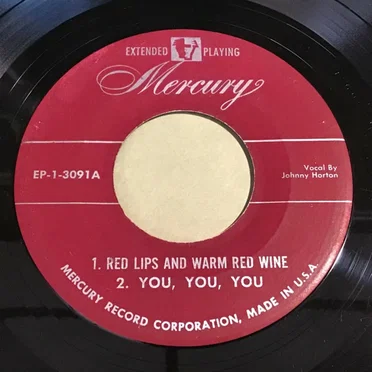 EXTENDED PLAYING
Mercury
EP-1-3091A
Vocal By
Johnny Horton
1. RED LIPS AND WARM RED WINE
2. YOU, YOU, YOU
MERCURY RECORD CORPORATION, MADE IN U.S.A.